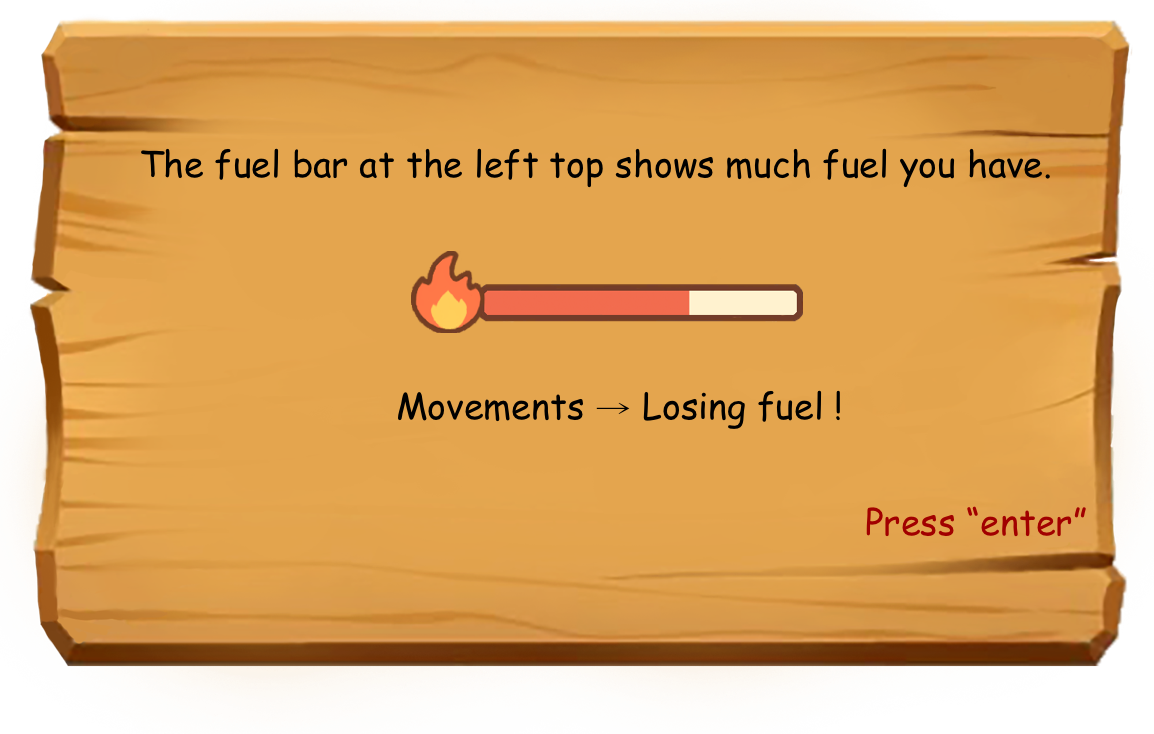 The fuel bar at the left top shows much fuel you have.
Movements → Losing fuel !
Press “enter”